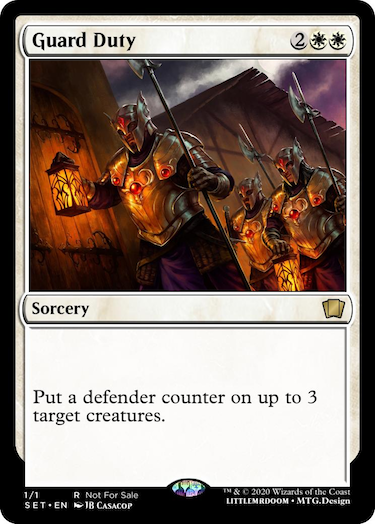 Guard Duty 2
Sorcery
Put a defender counter on up to 3
target creatures.
1/1 R Not For Sale ™ & © 2020 Wizards of the Coast
SET • EN JB Casacop LITTLEMRDOOM • MTG.Design